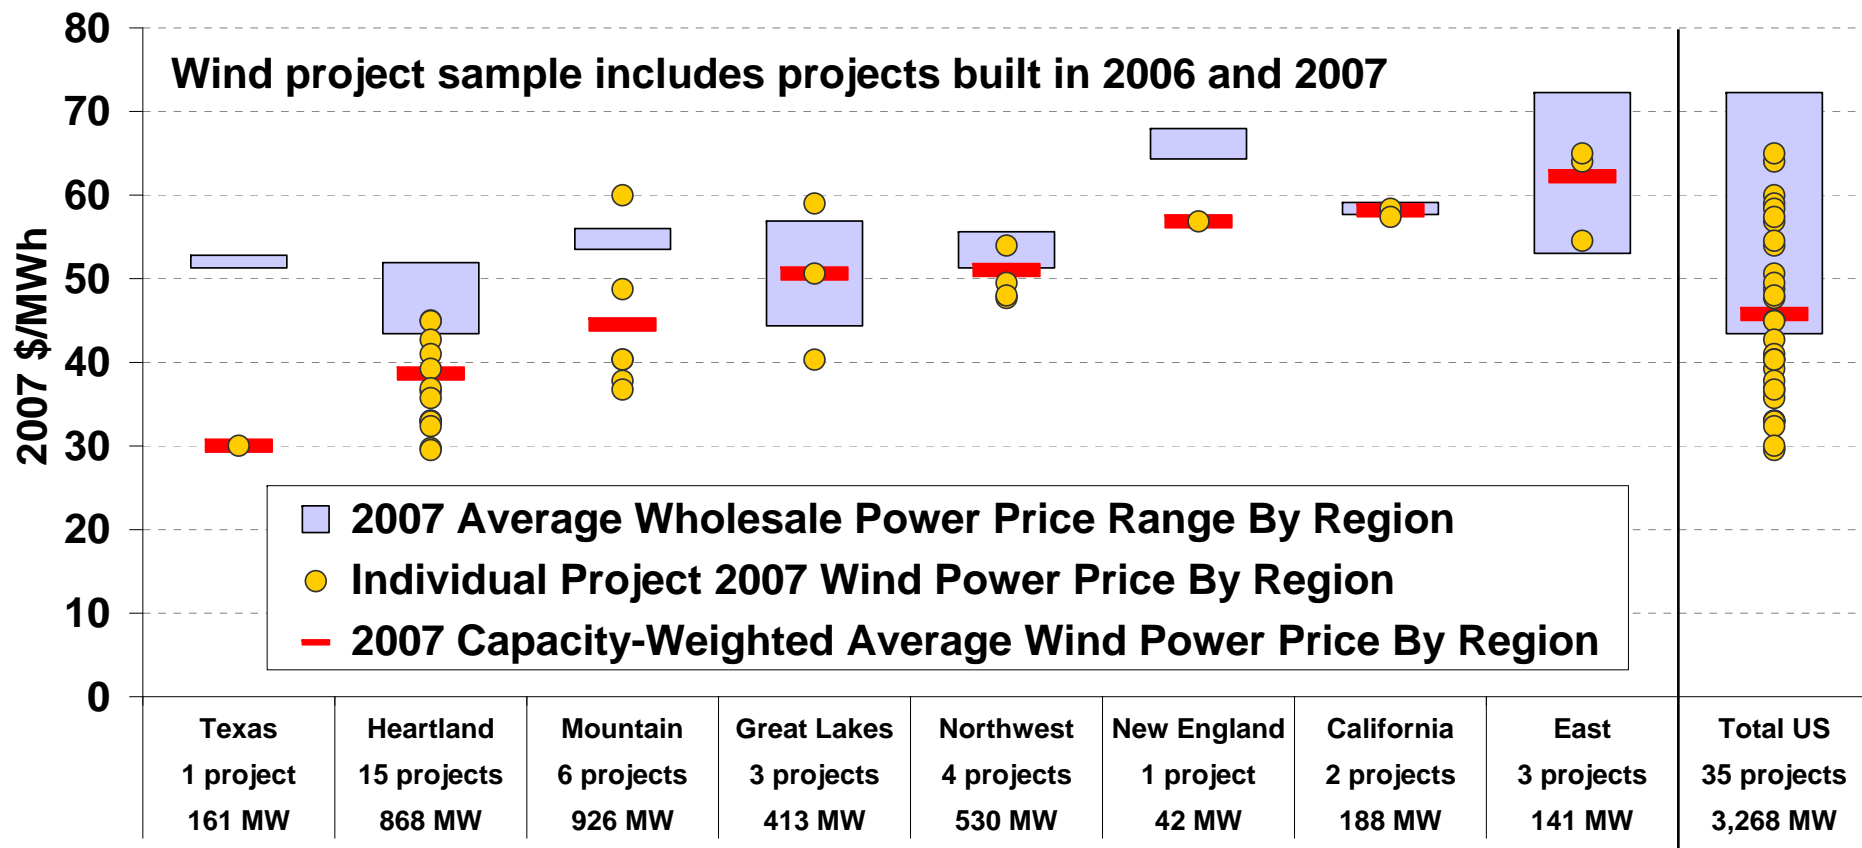 80
70
60
50
40
30
20
10
0
2007 $/MWh
Wind project sample includes projects built in 2006 and 2007
2007 Average Wholesale Power Price Range By Region
Individual Project 2007 Wind Power Price By Region
2007 Capacity-Weighted Average Wind Power Price By Region
Texas
1 project
161 MW
Heartland
15 projects
868 MW
Mountain
6 projects
926 MW
Great Lakes
3 projects
413 MW
Northwest
4 projects
530 MW
New England
1 project
42 MW
California
2 projects
188 MW
East
3 projects
141 MW
Total US
35 projects
3,268 MW